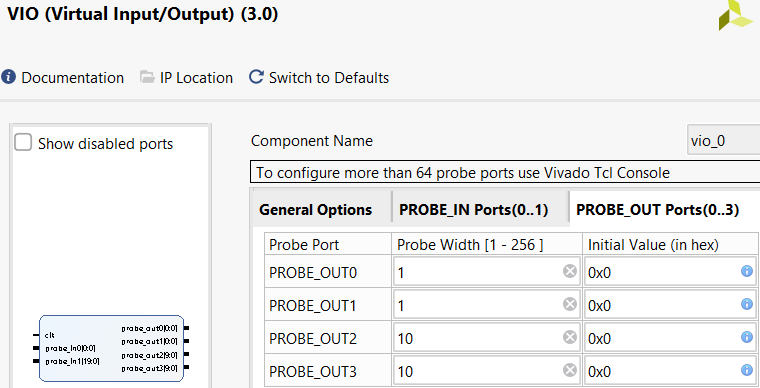 VIO (Virtual Input/Output) (3.0)
Documentation IP Location Switch to Defaults
Show disabled ports
Component Name vio_0
To configure more than 64 probe ports use Vivado Tcl Console
General Options PROBE_IN Ports(0..1) PROBE_OUT Ports(0..3)
Probe Port Probe Width [1 - 256 ] Initial Value (in hex)
PROBE_OUT0 1 0x0
PROBE_OUT1 1 0x0
PROBE_OUT2 10 0x0
PROBE_OUT3 10 0x0
clk
probe_in0[0:0]
probe_in1[19:0]
probe_out0[0:0]
probe_out1[0:0]
probe_out2[9:0]
probe_out3[9:0]